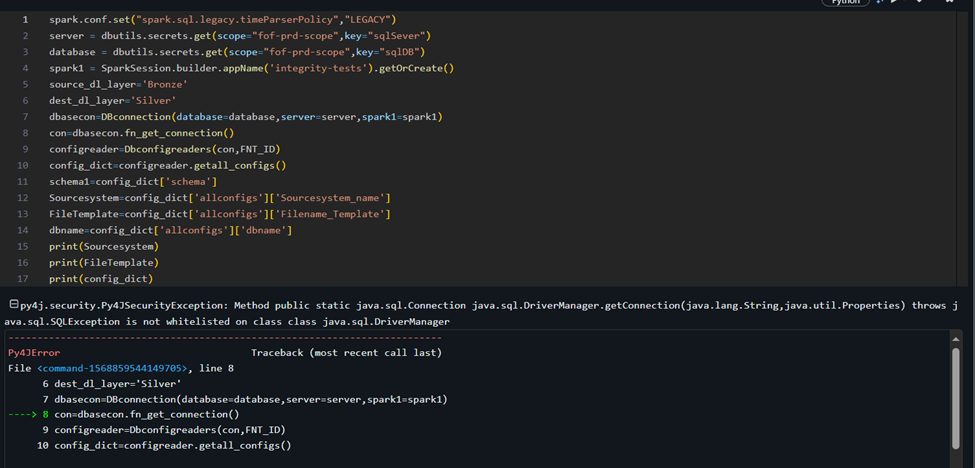 Python
1 spark.conf.set("spark.sql.legacy.timeParserPolicy","LEGACY")
2 server = dbutils.secrets.get(scope="fof-prd-scope",key="sqlSever")
3 database = dbutils.secrets.get(scope="fof-prd-scope",key="sqlDB")
4 spark1 = SparkSession.builder.appName('integrity-tests').getOrCreate()
5 source_dl_layer='Bronze'
6 dest_dl_layer='Silver'
7 dbasecon=DBconnection(database=database,server=server,spark1=spark1)
8 con=dbasecon.fn_get_connection()
9 configreader=Dbconfigreaders(con,FNT_ID)
10 config_dict=configreader.getall_configs()
11 schema1=config_dict['schema']
12 Sourcesystem=config_dict['allconfigs']['Sourcesystem_name']
13 FileTemplate=config_dict['allconfigs']['Filename_Template']
14 dbname=config_dict['allconfigs']['dbname']
15 print(Sourcesystem)
16 print(FileTemplate)
17 print(config_dict)
py4j.security.Py4JSecurityException: Method public static java.sql.Connection java.sql.DriverManager.getConnection(java.lang.String,java.util.Properties) throws j
ava.sql.SQLException is not whitelisted on class class java.sql.DriverManager
---------------------------------------------------------------------------
Py4JError Traceback (most recent call last)
File <command-1568859544149705>, line 8
6 dest_dl_layer='Silver'
7 dbasecon=DBconnection(database=database,server=server,spark1=spark1)
----> 8 con=dbasecon.fn_get_connection()
9 configreader=Dbconfigreaders(con,FNT_ID)
10 config_dict=configreader.getall_configs()